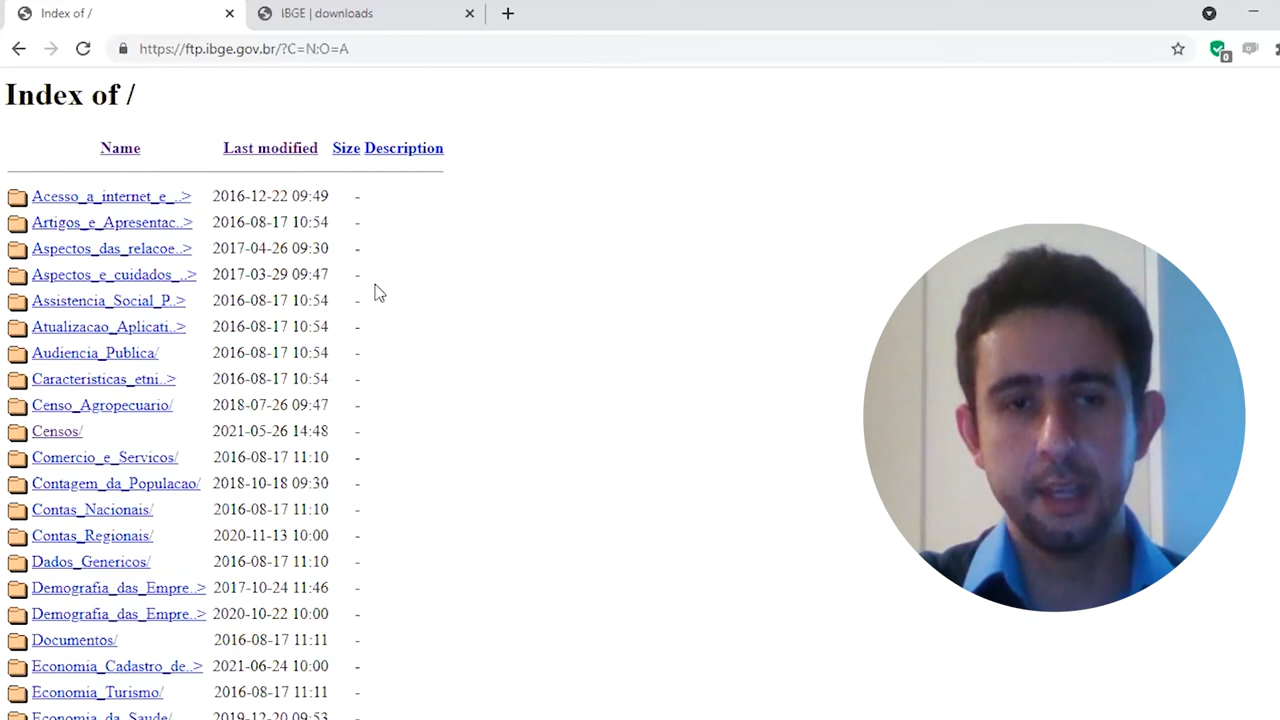 Index of /
IBGE | downloads
https://ftp.ibge.gov.br/?C=N;O=A
0
Index of /
Name Last modified Size Description
Acesso_a_internet_e_..> 2016-12-22 09:49 -
Artigos_e_Apresentac..> 2016-08-17 10:54 -
Aspectos_das_relacoe..> 2017-04-26 09:30 -
Aspectos_e_cuidados_..> 2017-03-29 09:47 -
Assistencia_Social_P..> 2016-08-17 10:54 -
Atualizacao_Aplicati..> 2016-08-17 10:54 -
Audiencia_Publica/ 2016-08-17 10:54 -
Caracteristicas_etni..> 2016-08-17 10:54 -
Censo_Agropecuario/ 2018-07-26 09:47 -
Censos/ 2021-05-26 14:48 -
Comercio_e_Servicos/ 2016-08-17 11:10 -
Contagem_da_Populacao/ 2018-10-18 09:30 -
Contas_Nacionais/ 2016-08-17 11:10 -
Contas_Regionais/ 2020-11-13 10:00 -
Dados_Genericos/ 2016-08-17 11:10 -
Demografia_das_Empre..> 2017-10-24 11:46 -
Demografia_das_Empre..> 2020-10-22 10:00 -
Documentos/ 2016-08-17 11:11 -
Economia_Cadastro_de..> 2021-06-24 10:00 -
Economia_Turismo/ 2016-08-17 11:11 -
Economia_da_Saude/ 2019-12-20 09:53 -